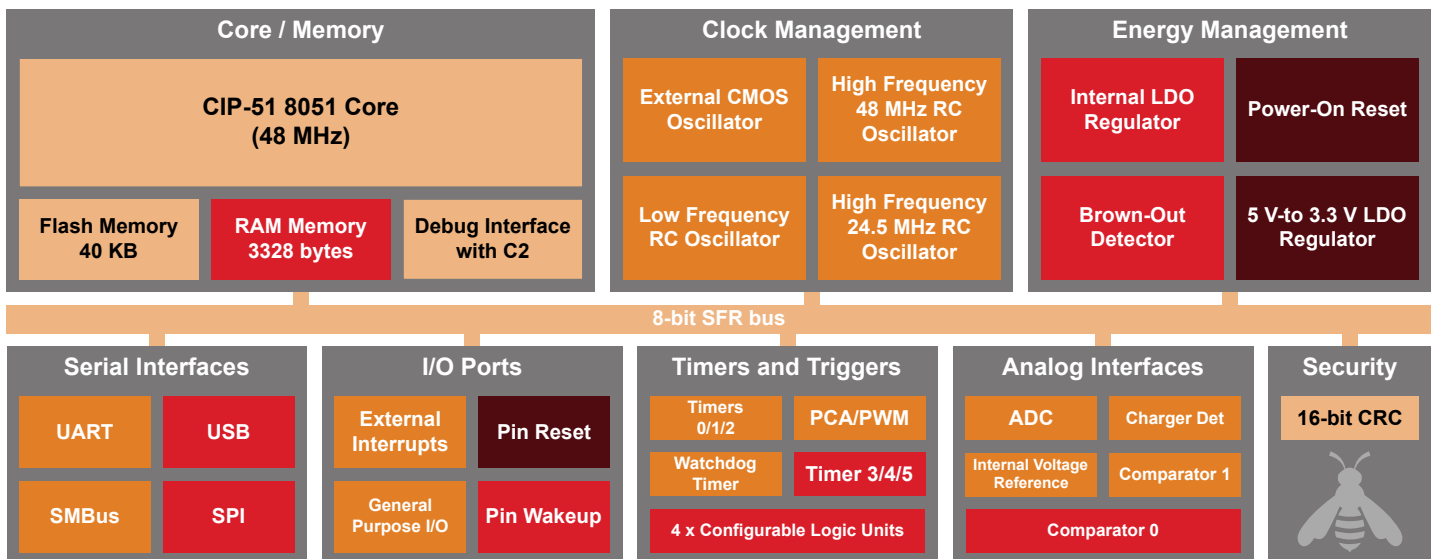 Core / Memory
CIP-51 8051 Core
(48 MHz)
Flash Memory
40 KB
RAM Memory
3328 bytes
Debug Interface
with C2
Clock Management
External CMOS
Oscillator
High Frequency
48 MHz RC
Oscillator
Low Frequency
RC Oscillator
High Frequency
24.5 MHz RC
Oscillator
Energy Management
Internal LDO
Regulator
Power-On Reset
Brown-Out
Detector
5 V-to 3.3 V LDO
Regulator
8-bit SFR bus
Serial Interfaces
UART
USB
SMBus
SPI
I/O Ports
External
Interrupts
Pin Reset
General
Purpose I/O
Pin Wakeup
Timers and Triggers
Timers
0/1/2
PCA/PWM
Watchdog
Timer
Timer 3/4/5
4 x Configurable Logic Units
Analog Interfaces
ADC
Charger Det
Internal Voltage
Reference
Comparator 1
Comparator 0
Security
16-bit CRC